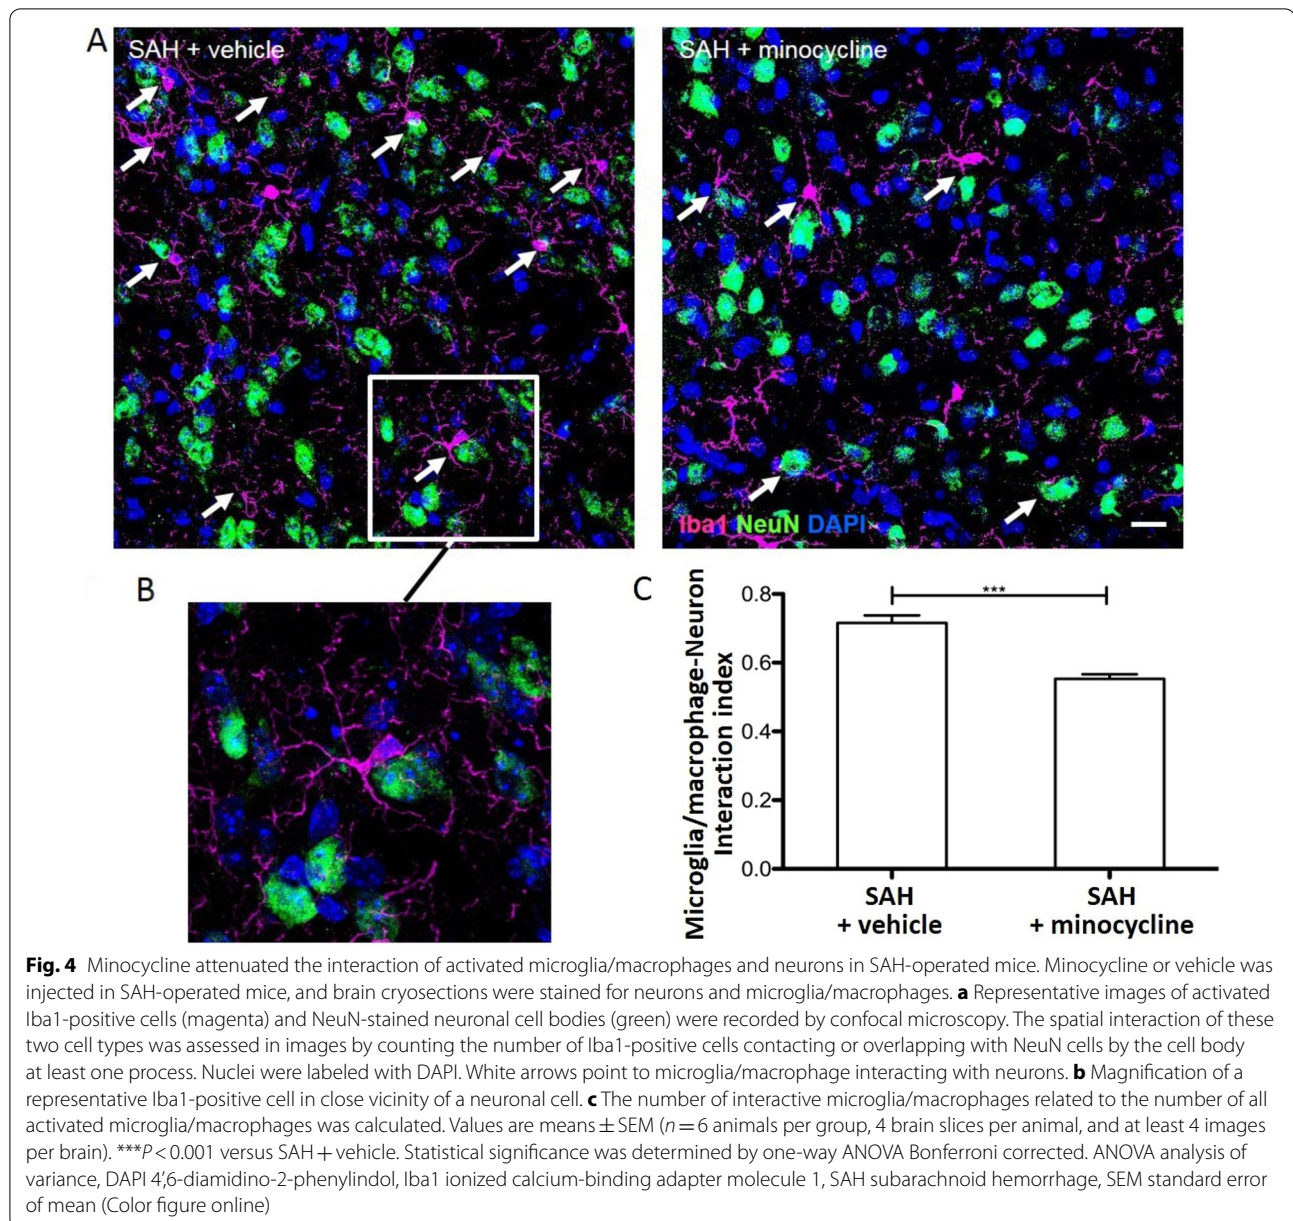 A
SAH + vehicle
SAH + minocycline
Iba1 NeuN DAPI
B
C
Microglia/macrophage-Neuron
Interaction index
0.8
0.6
0.4
0.2
0.0
***
SAH
+ vehicle
SAH
+ minocycline
Fig. 4 Minocycline attenuated the interaction of activated microglia/macrophages and neurons in SAH-operated mice. Minocycline or vehicle was
injected in SAH-operated mice, and brain cryosections were stained for neurons and microglia/macrophages. a Representative images of activated
Iba1-positive cells (magenta) and NeuN-stained neuronal cell bodies (green) were recorded by confocal microscopy. The spatial interaction of these
two cell types was assessed in images by counting the number of Iba1-positive cells contacting or overlapping with NeuN cells by the cell body
at least one process. Nuclei were labeled with DAPI. White arrows point to microglia/macrophage interacting with neurons. b Magnification of a
representative Iba1-positive cell in close vicinity of a neuronal cell. c The number of interactive microglia/macrophages related to the number of all
activated microglia/macrophages was calculated. Values are means ± SEM (n = 6 animals per group, 4 brain slices per animal, and at least 4 images
per brain). ***P < 0.001 versus SAH + vehicle. Statistical significance was determined by one-way ANOVA Bonferroni corrected. ANOVA analysis of
variance, DAPI 4′,6-diamidino-2-phenylindol, Iba1 ionized calcium-binding adapter molecule 1, SAH subarachnoid hemorrhage, SEM standard error
of mean (Color figure online)